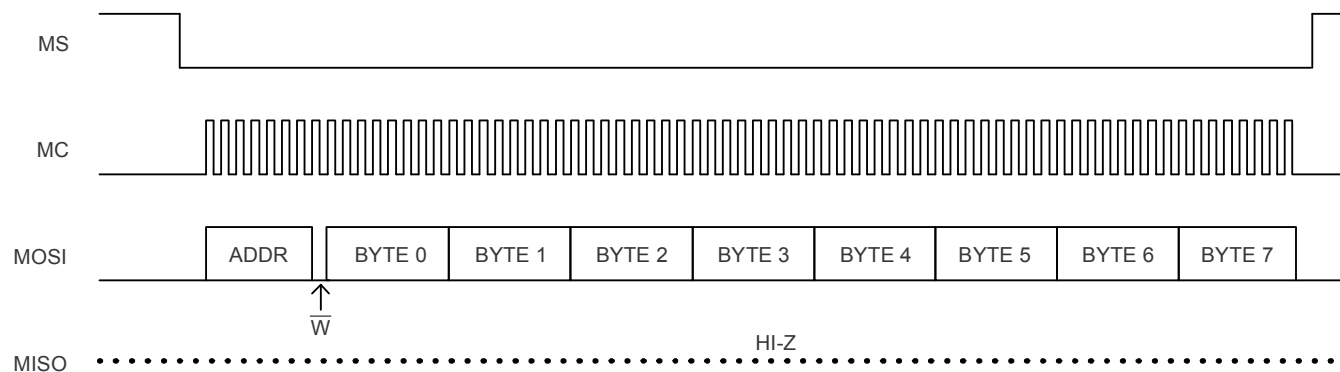 MS
MC
MOSI
ADDR BYTE 0 BYTE 1 BYTE 2 BYTE 3 BYTE 4 BYTE 5 BYTE 6 BYTE 7
W̅
HI-Z
MISO